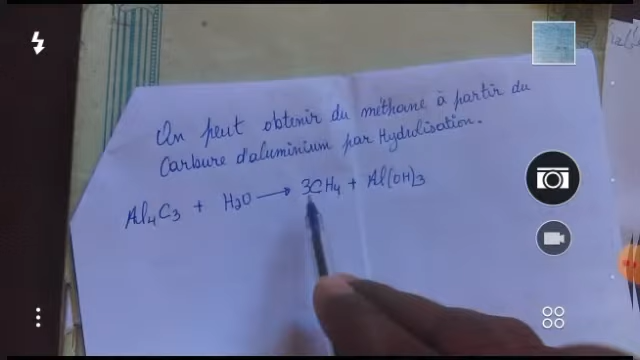 On peut obtenir du méthane à partir du
Carbure d'aluminium par Hydrolisation.
Al₄C₃ + H₂O → 3CH₄ + Al(OH)₃